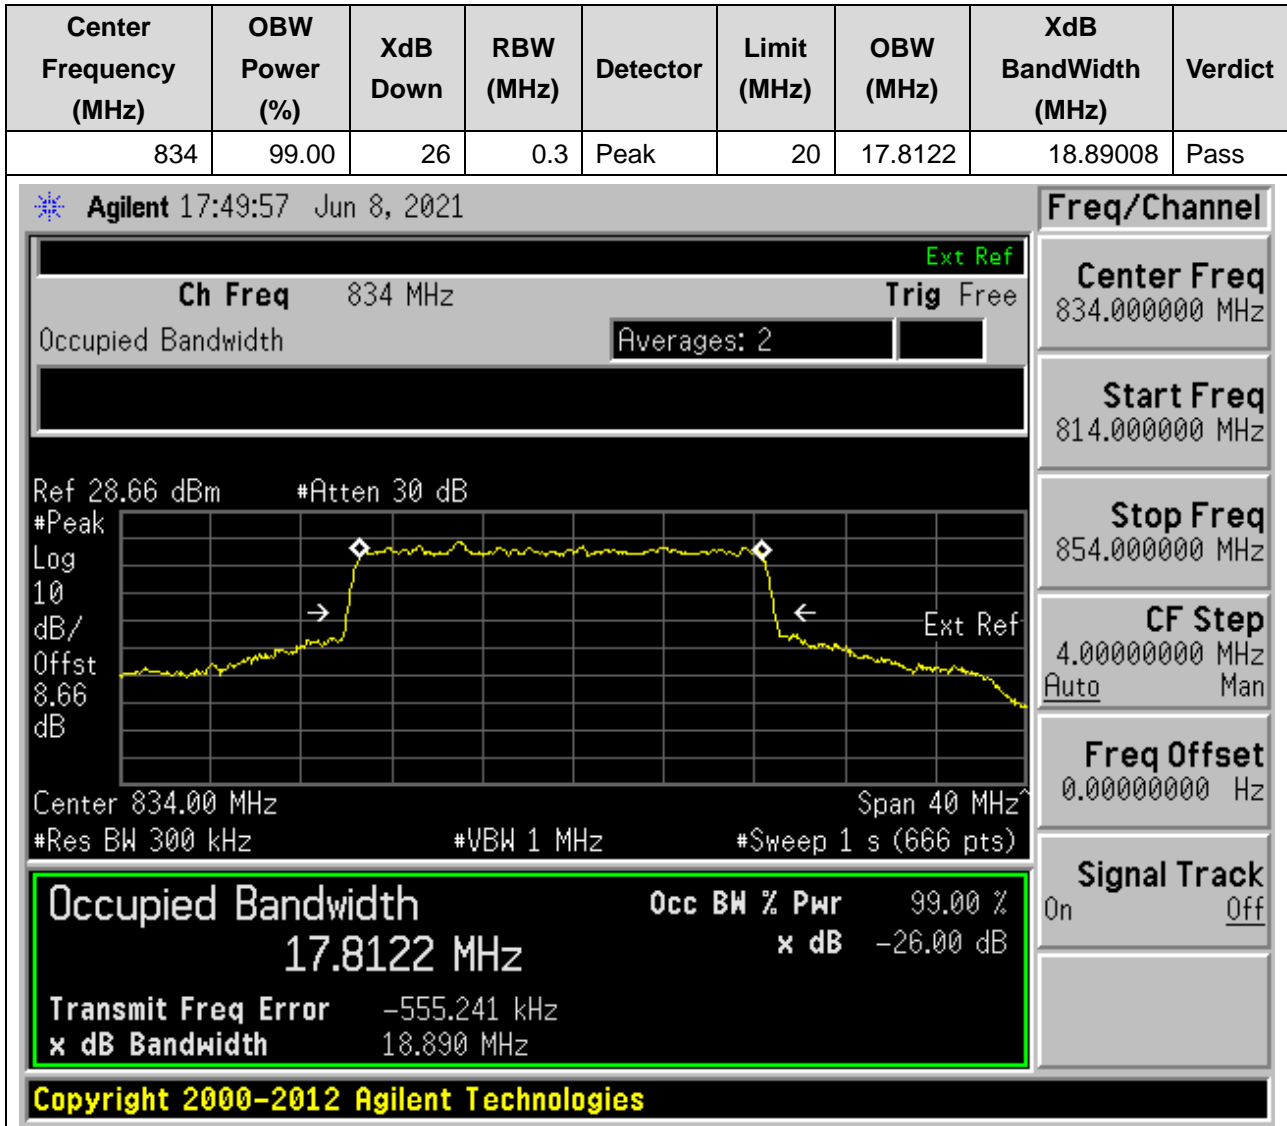 Center Frequency (MHz) OBW Power (%) XdB Down RBW (MHz) Detector Limit (MHz) OBW (MHz) XdB BandWidth (MHz) Verdict
834 99.00 26 0.3 Peak 20 17.8122 18.89008 Pass
Agilent 17:49:57 Jun 8, 2021
Freq/Channel
Ext Ref
Ch Freq 834 MHz Trig Free
Occupied Bandwidth Averages: 2
Center Freq
834.000000 MHz
Start Freq
814.000000 MHz
Stop Freq
854.000000 MHz
CF Step
4.00000000 MHz
Auto Man
Freq Offset
0.00000000 Hz
Signal Track
On Off
Ref 28.66 dBm #Atten 30 dB
#Peak
Log
10
dB/
Offst
8.66
dB
Ext Ref
Center 834.00 MHz Span 40 MHz^
#Res BW 300 kHz #VBW 1 MHz #Sweep 1 s (666 pts)
Occupied Bandwidth
17.8122 MHz
Occ BW % Pwr 99.00 %
x dB -26.00 dB
Transmit Freq Error -555.241 kHz
x dB Bandwidth 18.890 MHz
Copyright 2000-2012 Agilent Technologies